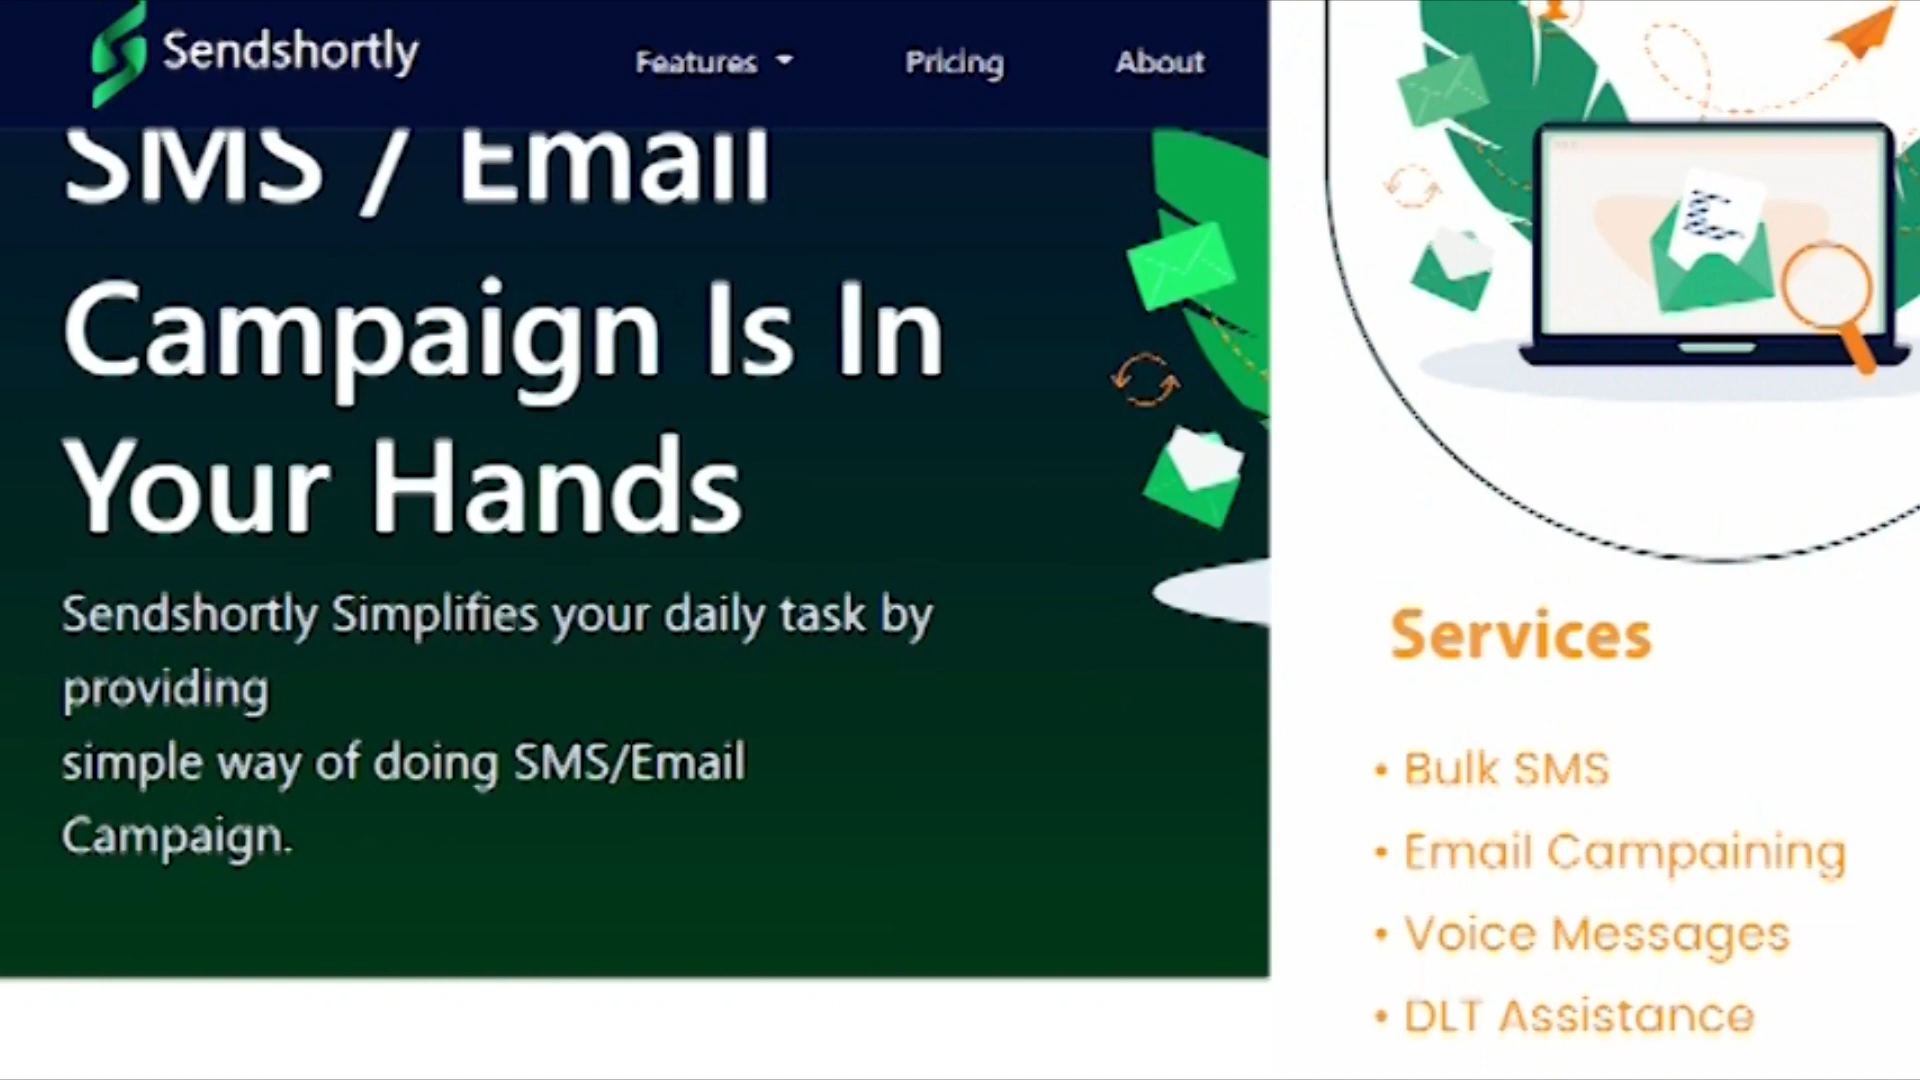 Sendshortly
Features
Pricing
About
SMS / Email
Campaign Is In
Your Hands
Sendshortly Simplifies your daily task by
providing
simple way of doing SMS/Email
Campaign.
Services
• Bulk SMS
• Email Campaining
• Voice Messages
• DLT Assistance